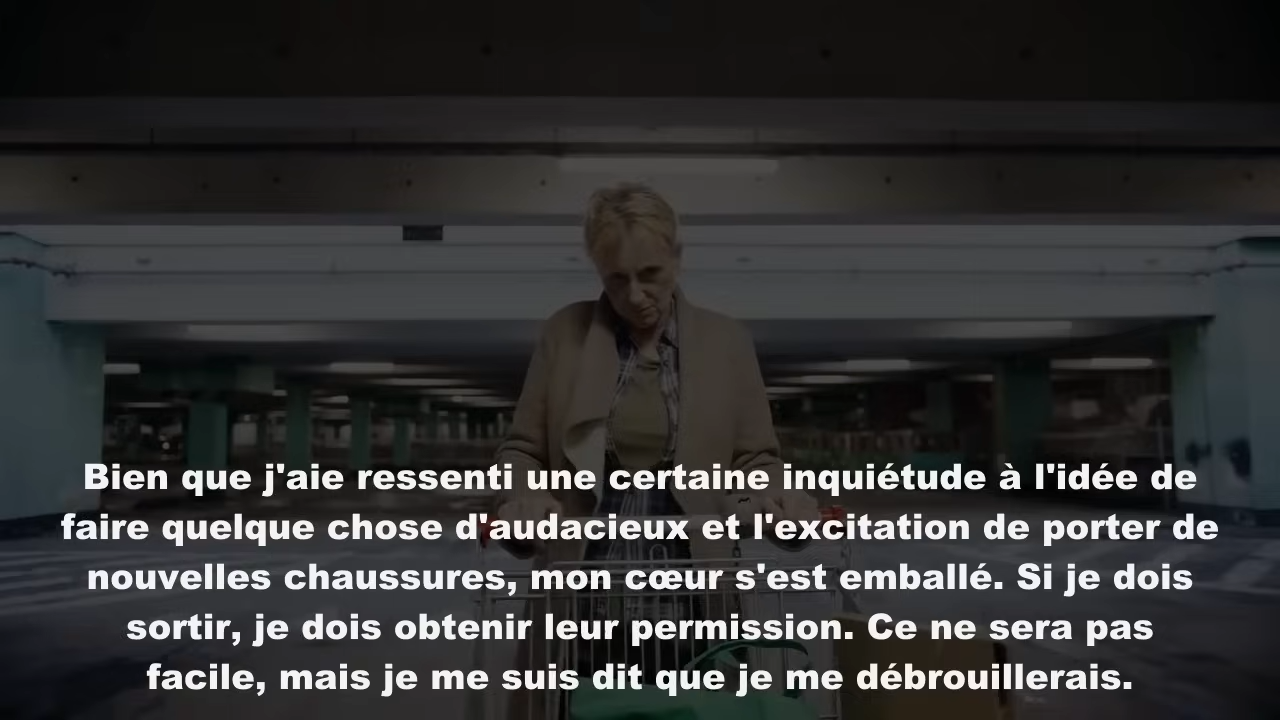 Bien que j'aie ressenti une certaine inquiétude à l'idée de
faire quelque chose d'audacieux et l'excitation de porter de
nouvelles chaussures, mon cœur s'est emballé. Si je dois
sortir, je dois obtenir leur permission. Ce ne sera pas
facile, mais je me suis dit que je me débrouillerais.